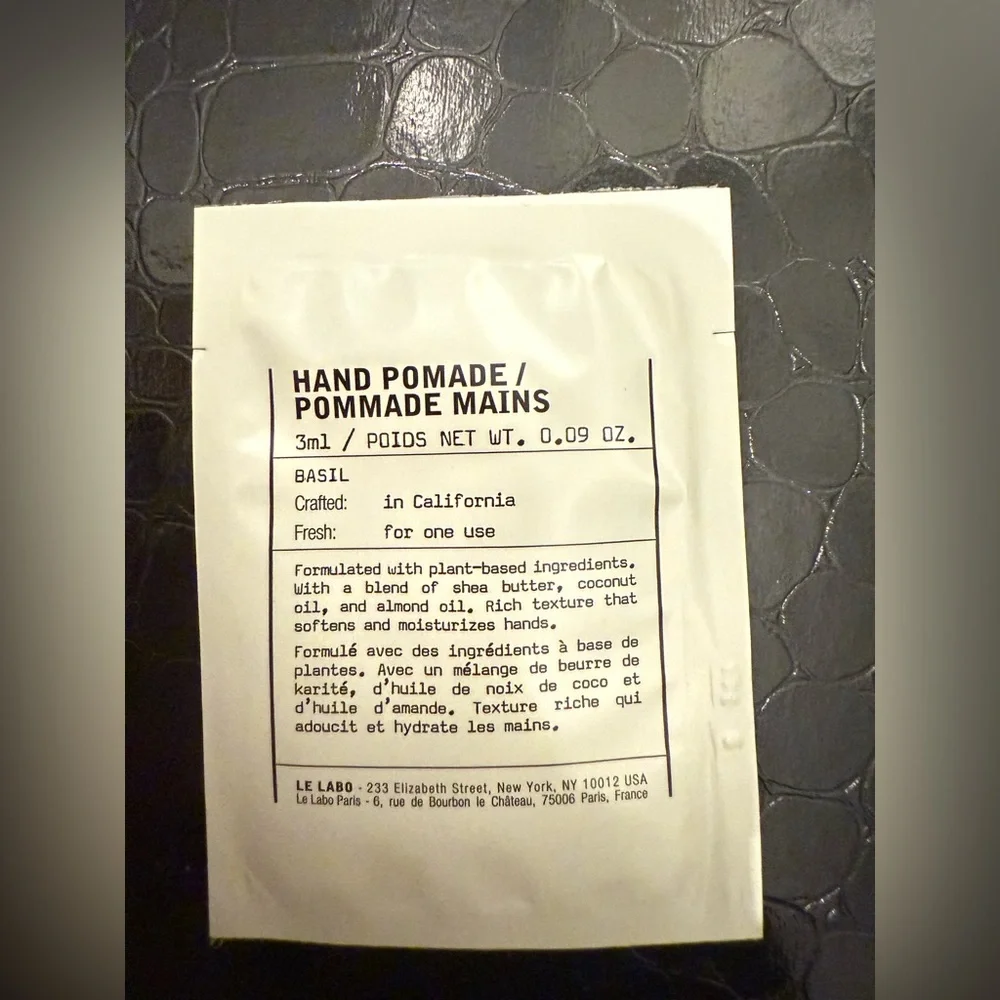 HAND POMADE /
POMMADE MAINS
3ml / POIDS NET WT. 0.09 OZ.
BASIL
Crafted: in California
Fresh: for one use
Formulated with plant-based ingredients.
With a blend of shea butter, coconut
oil, and almond oil. Rich texture that
softens and moisturizes hands.
Formulé avec des ingrédients à base de
plantes. Avec un mélange de beurre de
karité, d'huile de noix de coco et
d'huile d'amande. Texture riche qui
adoucit et hydrate les mains.
LE LABO - 233 Elizabeth Street, New York, NY 10012 USA
Le Labo Paris - 6, rue de Bourbon le Château, 75006 Paris, France